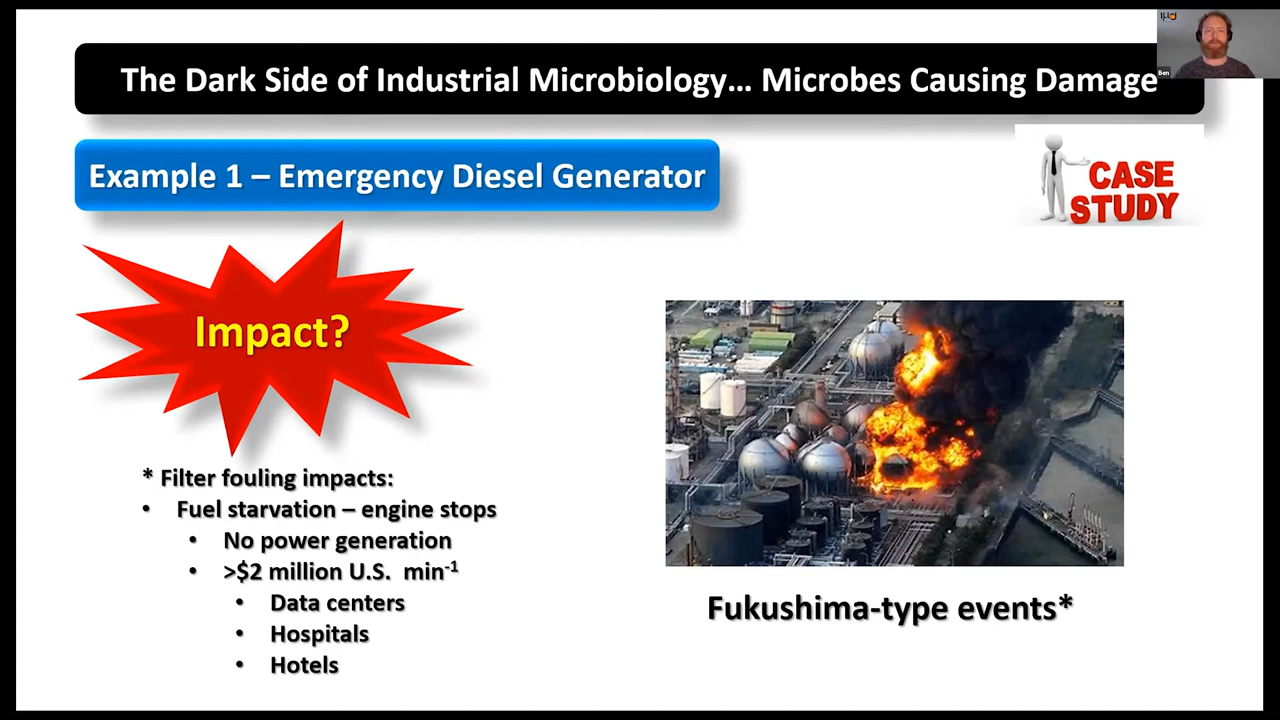 The Dark Side of Industrial Microbiology... Microbes Causing Damage
Ben
Example 1 – Emergency Diesel Generator
CASE
STUDY
Impact?
* Filter fouling impacts:
• Fuel starvation – engine stops
• No power generation
• >$2 million U.S. min-1
• Data centers
• Hospitals
• Hotels
Fukushima-type events*